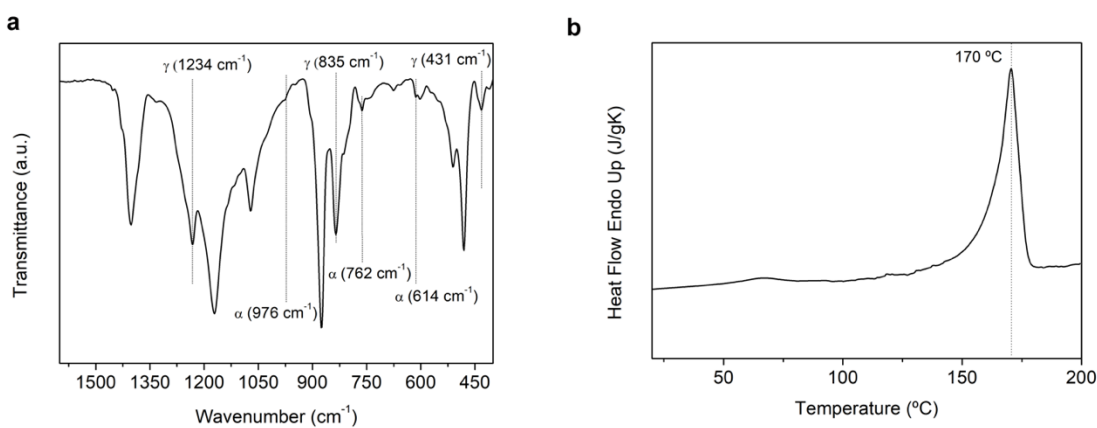 a
γ (1234 cm⁻¹)
γ (835 cm⁻¹)
γ (431 cm⁻¹)
α (762 cm⁻¹)
α (976 cm⁻¹)
α (614 cm⁻¹)
Transmittance (a.u.)
1500 1350 1200 1050 900 750 600 450
Wavenumber (cm⁻¹)
b
170 ºC
Heat Flow Endo Up (J/gK)
50 100 150 200
Temperature (ºC)